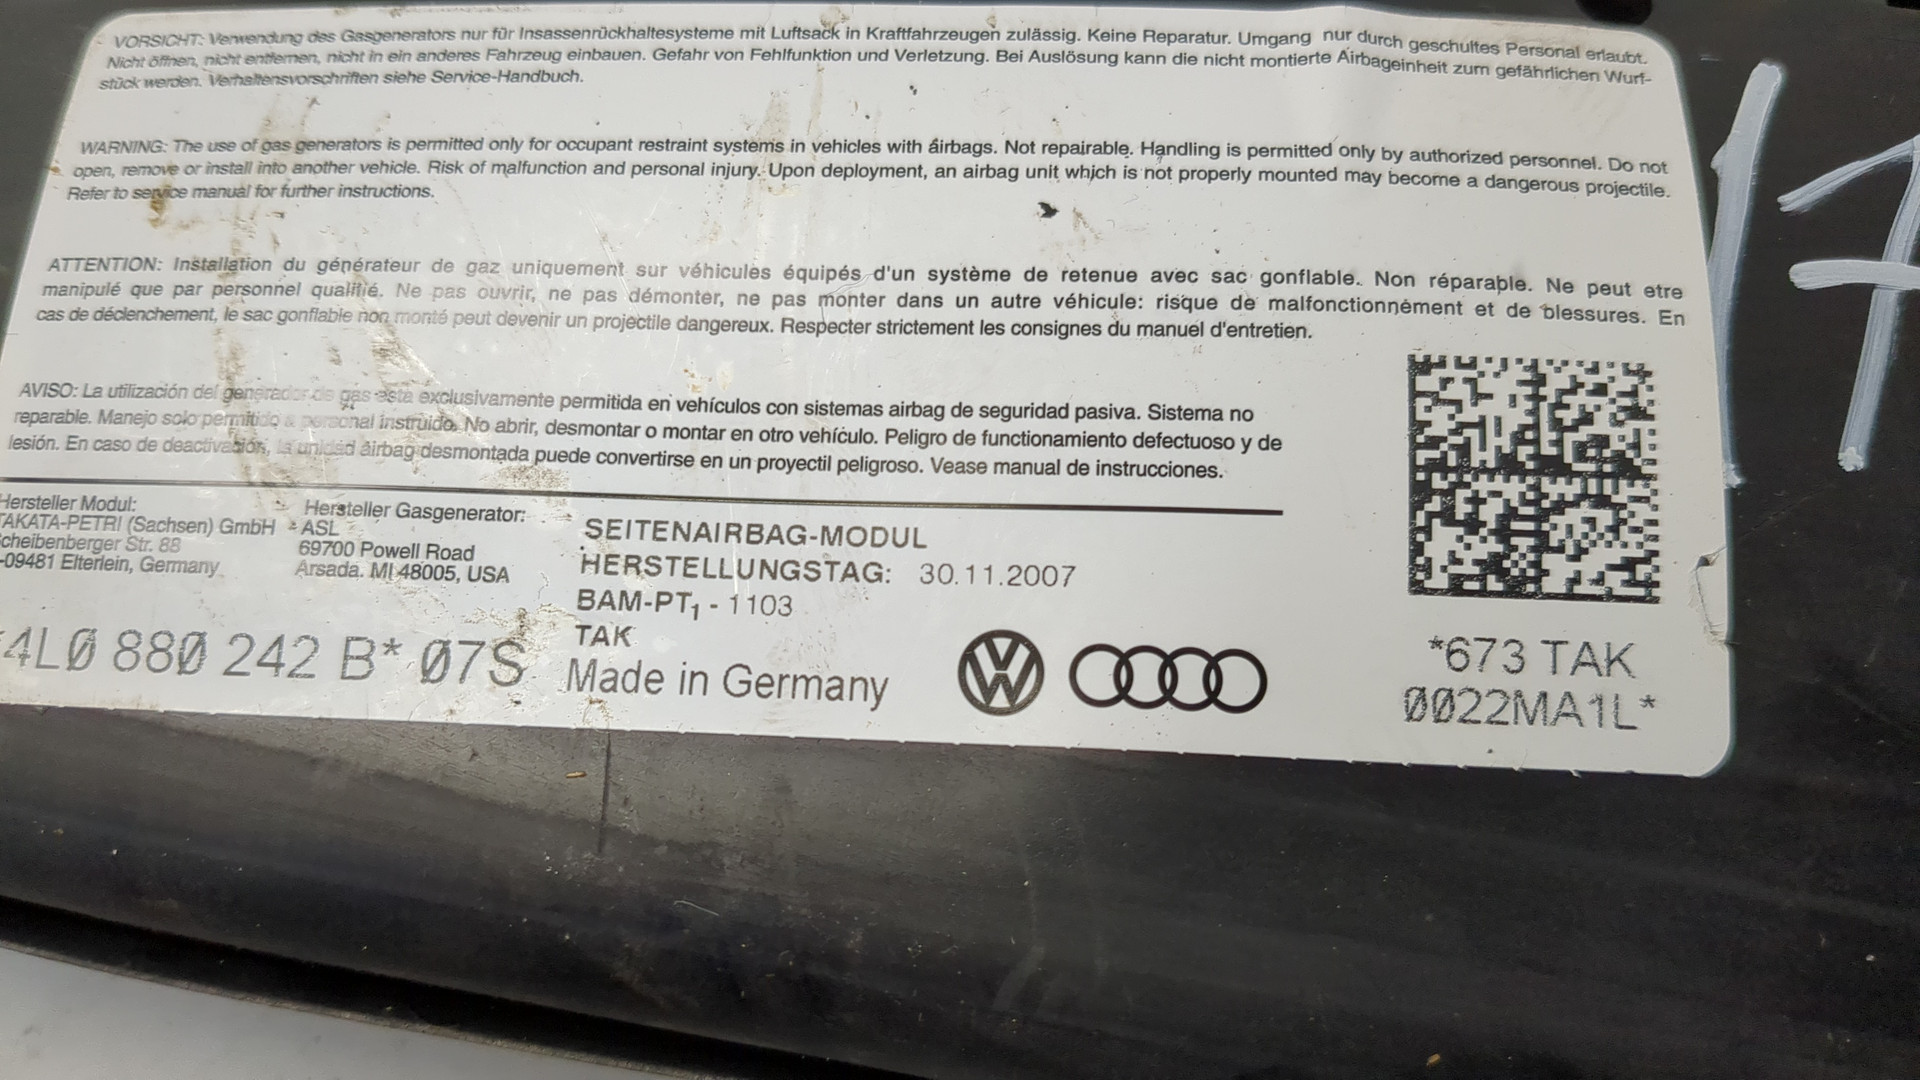 VORSICHT: Verwendung des Gasgenerators nur für Insassenrückhaltesysteme mit Luftsack in Kraftfahrzeugen zulässig. Keine Reparatur. Umgang nur durch geschultes Personal erlaubt.
Nicht öffnen, nicht entfernen, nicht in ein anderes Fahrzeug einbauen. Gefahr von Fehlfunktion und Verletzung. Bei Auslösung kann die nicht montierte Airbageinheit zum gefährlichen Wurf-
stück werden. Verhaltensvorschriften siehe Service-Handbuch.
WARNING: The use of gas generators is permitted only for occupant restraint systems in vehicles with airbags. Not repairable. Handling is permitted only by authorized personnel. Do not
open, remove or install into another vehicle. Risk of malfunction and personal injury. Upon deployment, an airbag unit which is not properly mounted may become a dangerous projectile.
Refer to service manual for further instructions.
ATTENTION: Installation du générateur de gaz uniquement sur véhicules équipés d'un système de retenue avec sac gonflable. Non réparable. Ne peut etre
manipulé que par personnel qualifié. Ne pas ouvrir, ne pas démonter, ne pas monter dans un autre véhicule: risque de malfonctionnement et de blessures. En
cas de déclenchement, le sac gonflable non monté peut devenir un projectile dangereux. Respecter strictement les consignes du manuel d'entretien.
AVISO: La utilización del generador de gas esta exclusivamente permitida en vehículos con sistemas airbag de seguridad pasiva. Sistema no
reparable. Manejo solo permitido a personal instruido. No abrir, desmontar o montar en otro vehículo. Peligro de functionamiento defectuoso y de
lesión. En caso de deactivación, la unidad airbag desmontada puede convertirse en un proyectil peligroso. Vease manual de instrucciones.
Hersteller Modul:
TAKATA-PETRI (Sachsen) GmbH
Scheibenberger Str. 88
-09481 Elterlein, Germany
Hersteller Gasgenerator:
ASL
69700 Powell Road
Arsada. MI 48005, USA
SEITENAIRBAG-MODUL
HERSTELLUNGSTAG: 30.11.2007
BAM-PT₁ - 1103
TAK
Made in Germany
*4L0 880 242 B* 07S
*673 TAK
0022MA1L*
17